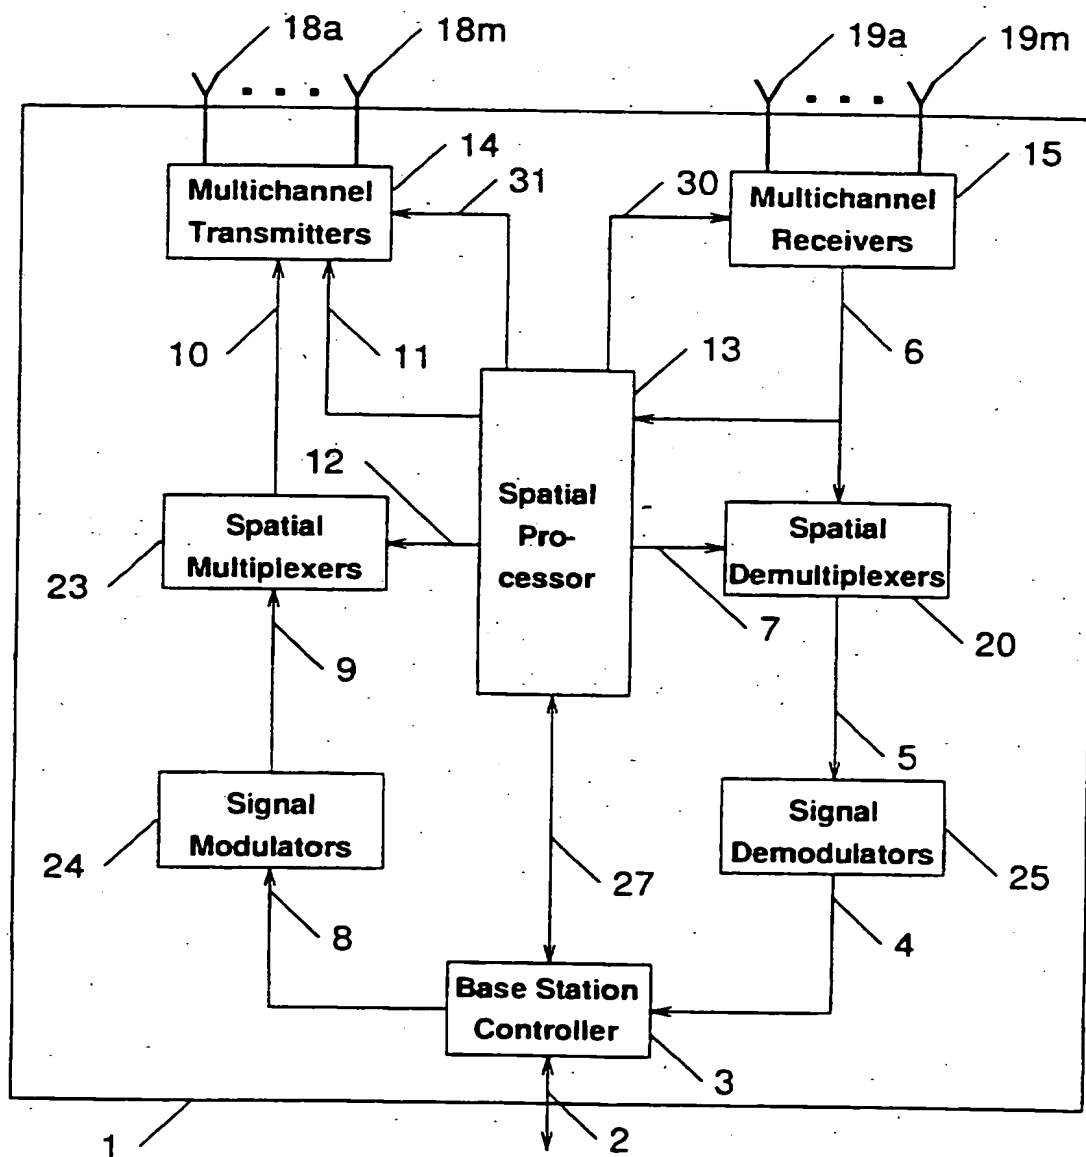 18a
18m
19a
19m
14
31
30
15
Multichannel
Transmitters
Multichannel
Receivers
10
11
13
6
12
Spatial
Pro-
cessor
Spatial
Multiplexers
Spatial
Demultiplexers
23
7
20
9
5
Signal
Modulators
Signal
Demodulators
24
27
25
8
4
Base Station
Controller
3
1
2